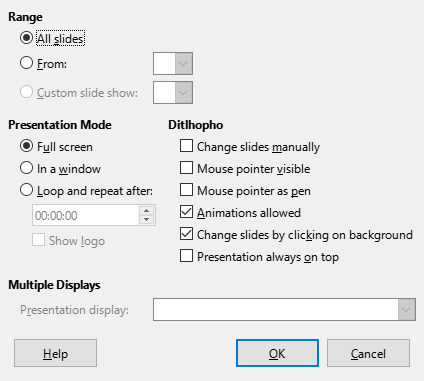 Range
All slides
From:
Custom slide show:
Presentation Mode
Full screen
In a window
Loop and repeat after:
00:00:00
Show logo
Ditlhopho
Change slides manually
Mouse pointer visible
Mouse pointer as pen
Animations allowed
Change slides by clicking on background
Presentation always on top
Multiple Displays
Presentation display:
Help
OK
Cancel